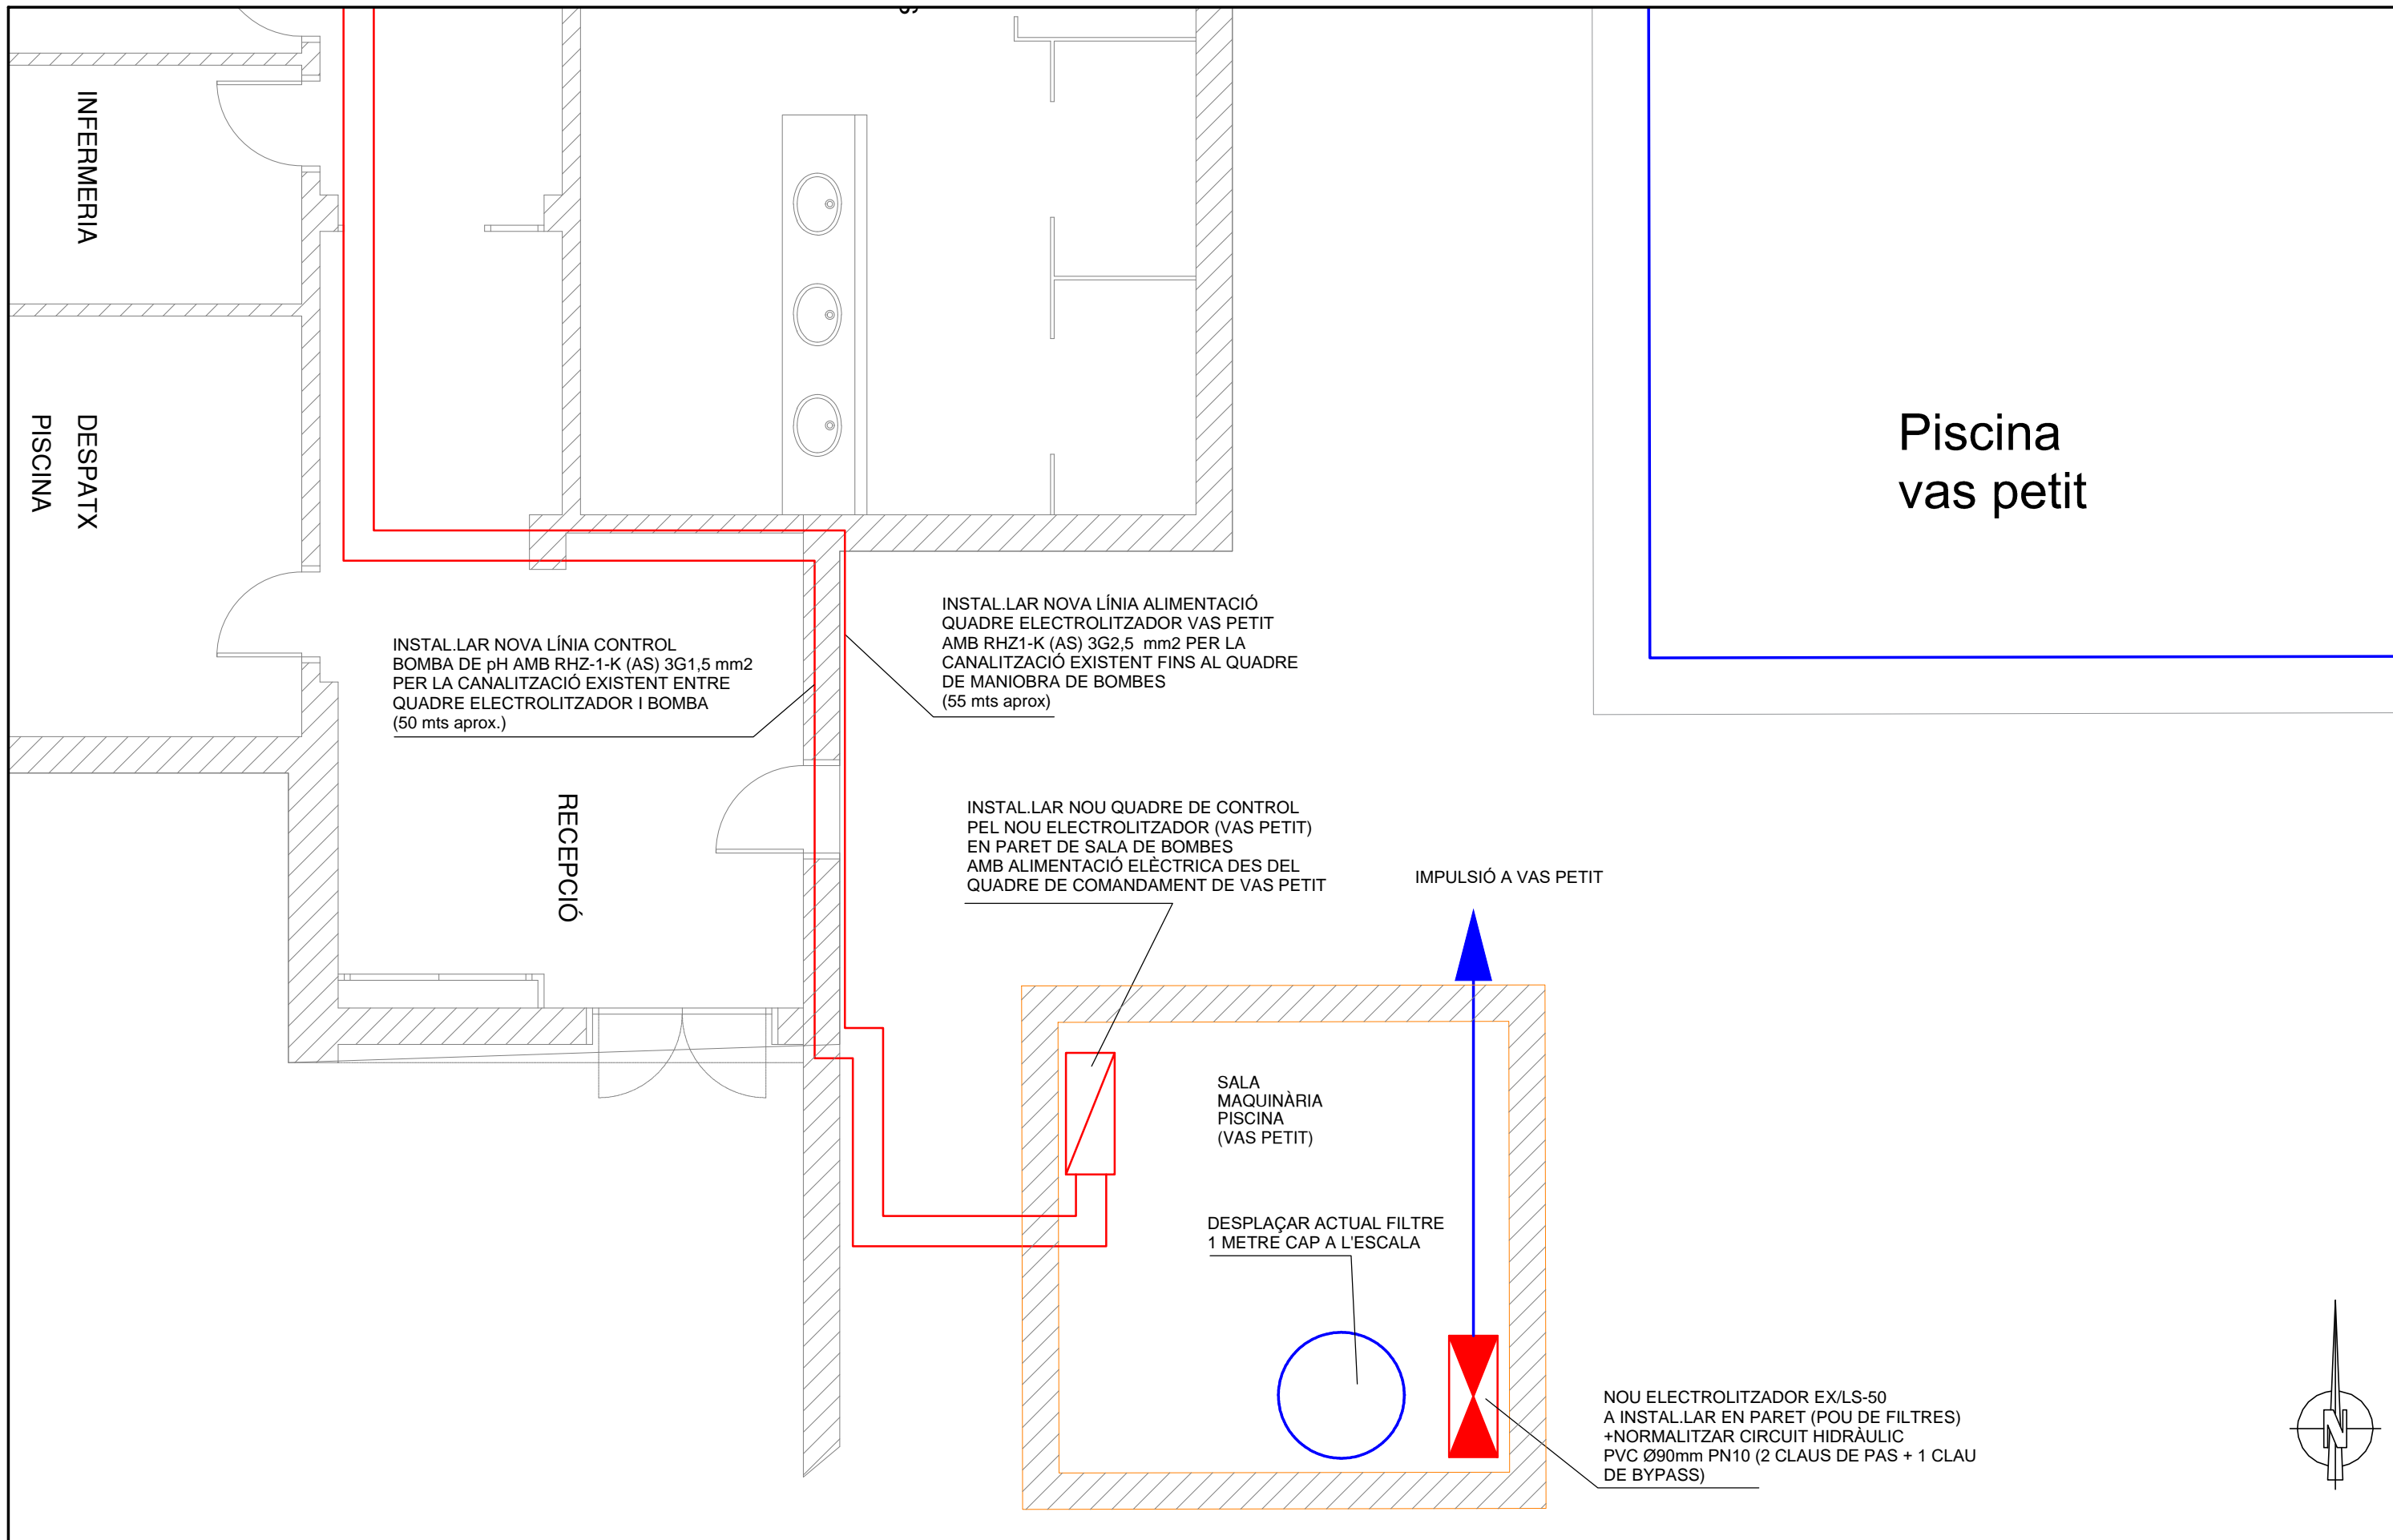 INFERMERIA
DESPATX
PISCINA
Piscina
vas petit
INSTAL.LAR NOVA LÍNIA CONTROL
BOMBA DE pH AMB RHZ-1-K (AS) 3G1,5 mm2
PER LA CANALITZACIÓ EXISTENT ENTRE
QUADRE ELECTROLITZADOR I BOMBA
(50 mts aprox.)
INSTAL.LAR NOVA LÍNIA ALIMENTACIÓ
QUADRE ELECTROLITZADOR VAS PETIT
AMB RHZ1-K (AS) 3G2,5 mm2 PER LA
CANALITZACIÓ EXISTENT FINS AL QUADRE
DE MANIOBRA DE BOMBES
(55 mts aprox)
RECEPCIÓ
INSTAL.LAR NOU QUADRE DE CONTROL
PEL NOU ELECTROLITZADOR (VAS PETIT)
EN PARET DE SALA DE BOMBES
AMB ALIMENTACIÓ ELÈCTRICA DES DEL
QUADRE DE COMANDAMENT DE VAS PETIT
IMPULSIÓ A VAS PETIT
SALA
MAQUINÀRIA
PISCINA
(VAS PETIT)
DESPLAÇAR ACTUAL FILTRE
1 METRE CAP A L'ESCALA
NOU ELECTROLITZADOR EX/LS-50
A INSTAL.LAR EN PARET (POU DE FILTRES)
+NORMALITZAR CIRCUIT HIDRÀULIC
PVC Ø90mm PN10 (2 CLAUS DE PAS + 1 CLAU
DE BYPASS)
N